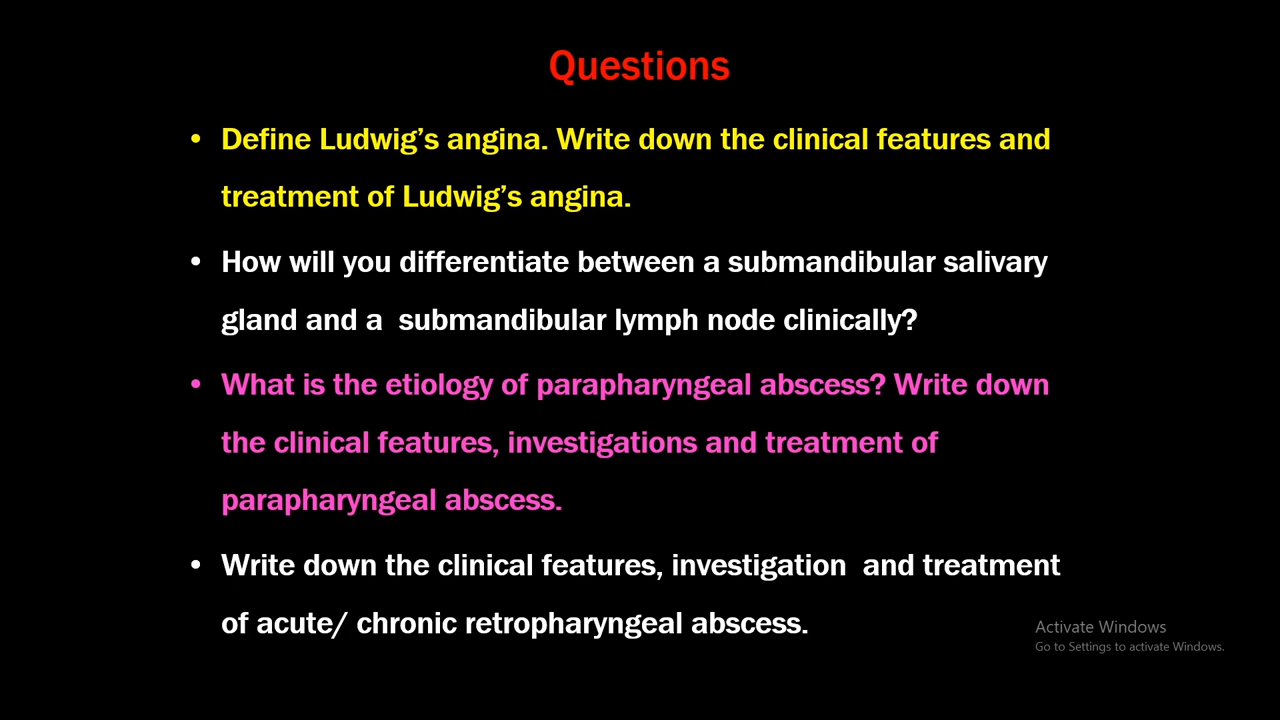 Questions
• Define Ludwig’s angina. Write down the clinical features and
treatment of Ludwig’s angina.
• How will you differentiate between a submandibular salivary
gland and a  submandibular lymph node clinically?
• What is the etiology of parapharyngeal abscess? Write down
the clinical features, investigations and treatment of
parapharyngeal abscess.
• Write down the clinical features, investigation  and treatment
of acute/ chronic retropharyngeal abscess.
Activate Windows
Go to Settings to activate Windows.